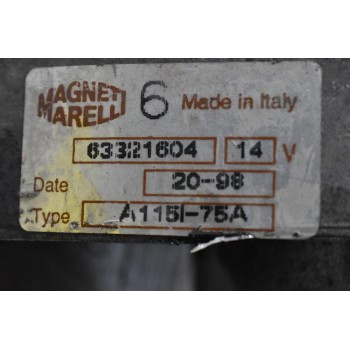 MAGNETI MARELLI 6 Made in Italy
63321604 14 V
Date 20-98
Type A115I-75A